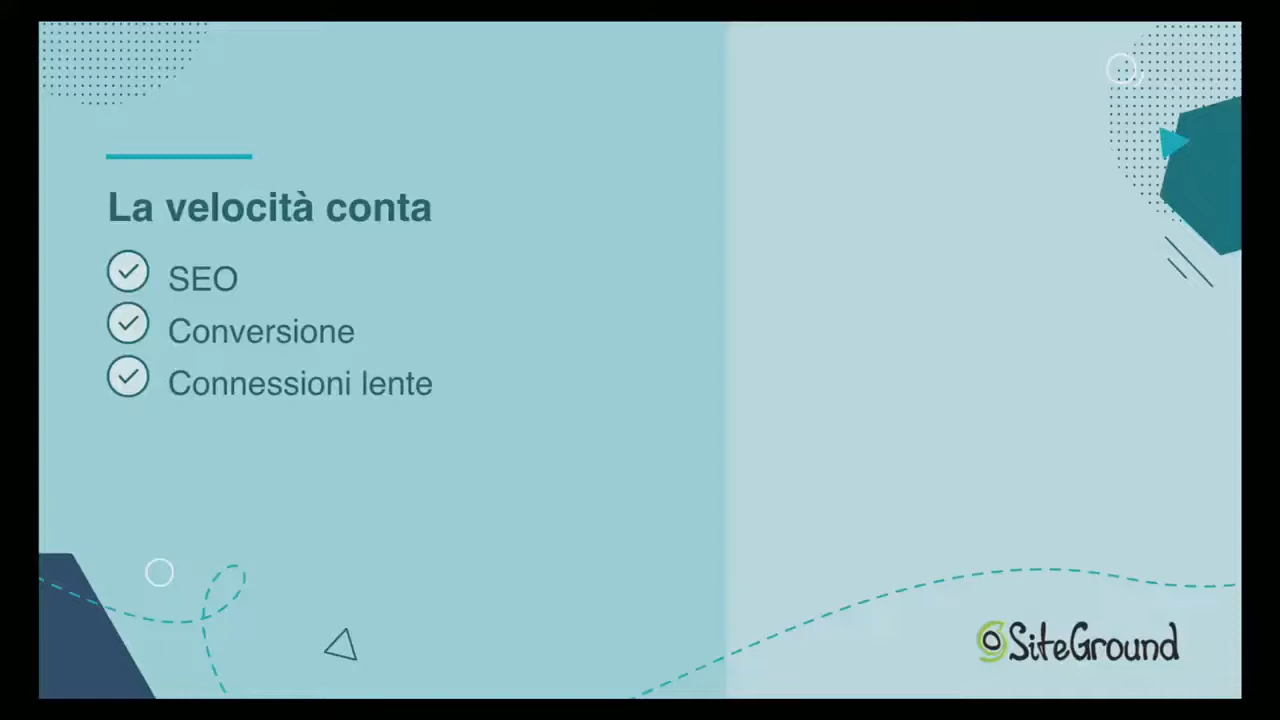 La velocità conta
SEO
Conversione
Connessioni lente
SiteGround